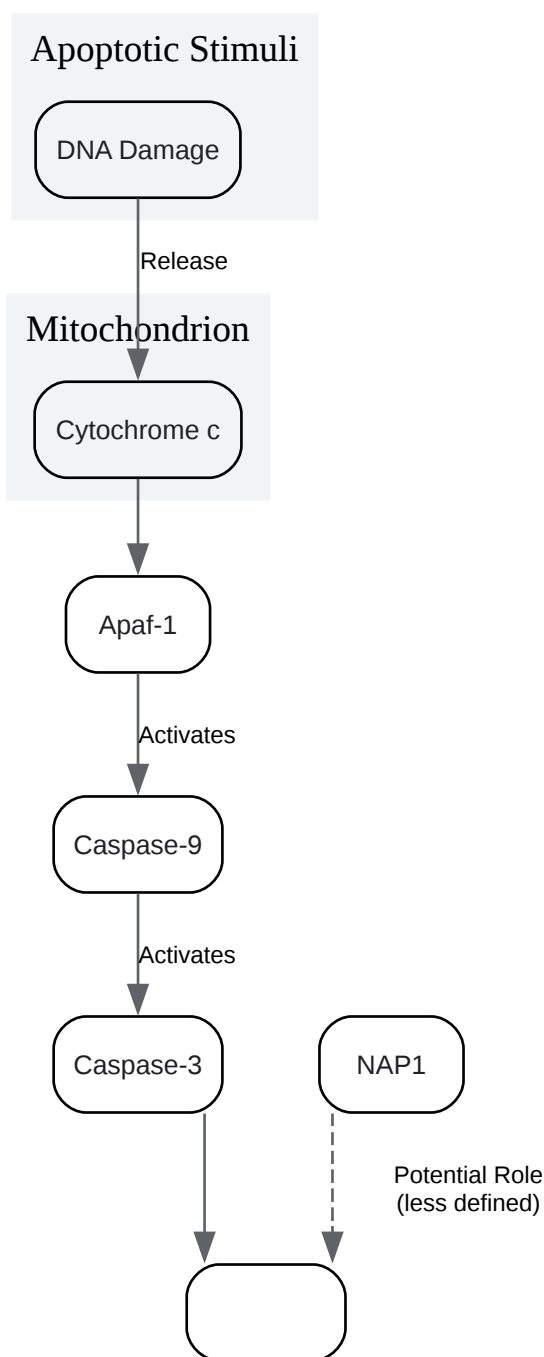 Apoptotic Stimuli
DNA Damage
Release
Mitochondrion
Cytochrome c
Apaf-1
Activates
Caspase-9
Activates
Caspase-3
NAP1
Potential Role
(less defined)